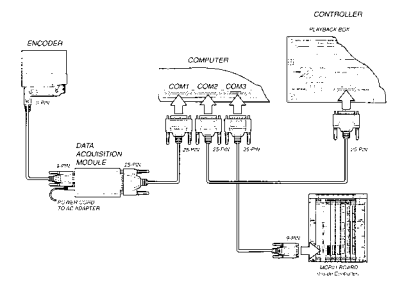 CONTROLLER
PLAYBACK BOX
ENCODER
COMPUTER
COM1 COM2 COM3
9-PIN
DATA
ACQUISITION
MODULE
25-PIN
25-PIN
25-PIN
25-PIN
9-PIN
25-PIN
POWER CORD
TO AC ADAPTER
9-PIN
BOARD
Controller